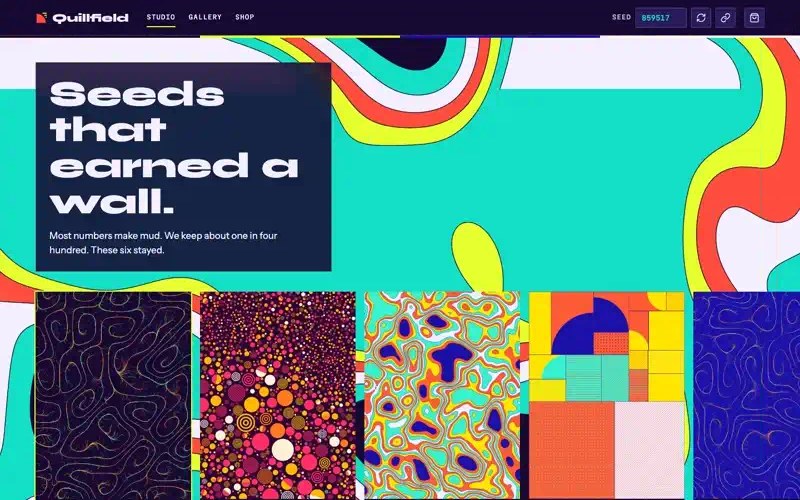 Quillfield
STUDIO GALLERY SHOP
SEED 859517
Seeds
that
earned a
wall.
Most numbers make mud. We keep about one in four
hundred. These six stayed.